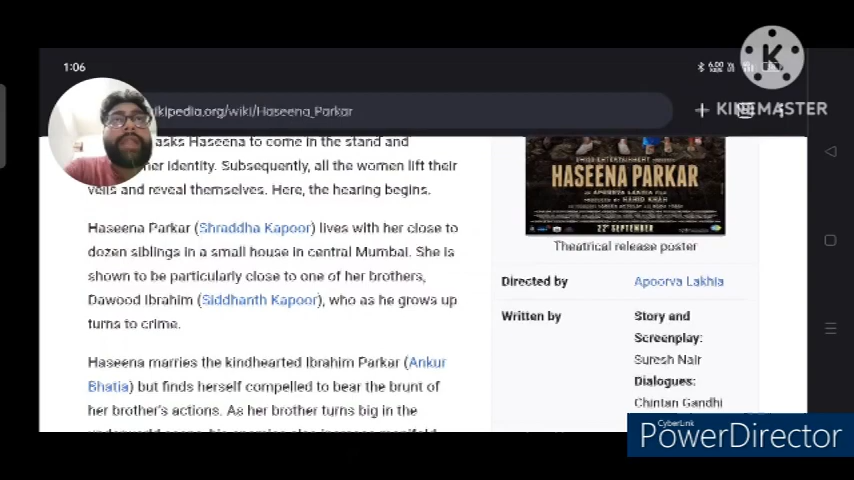 1:06
6.00
KINEMASTER
ikipedia.org/wiki/Haseena_Parkar
asks Haseena to come in the stand and
her identity. Subsequently, all the women lift their
veils and reveal themselves. Here, the hearing begins.
Haseena Parkar (Shraddha Kapoor) lives with her close to
dozen siblings in a small house in central Mumbai. She is
shown to be particularly close to one of her brothers,
Dawood Ibrahim (Siddhanth Kapoor), who as he grows up
turns to crime.
Haseena marries the kindhearted Ibrahim Parkar (Ankur
Bhatia) but finds herself compelled to bear the brunt of
her brother's actions. As her brother turns big in the
HASEENA PARKAR
22nd SEPTEMBER
Theatrical release poster
Directed by
Apoorva Lakhia
Written by
Story and
Screenplay:
Suresh Nair
Dialogues:
Chintan Gandhi
CyberLink
PowerDirector